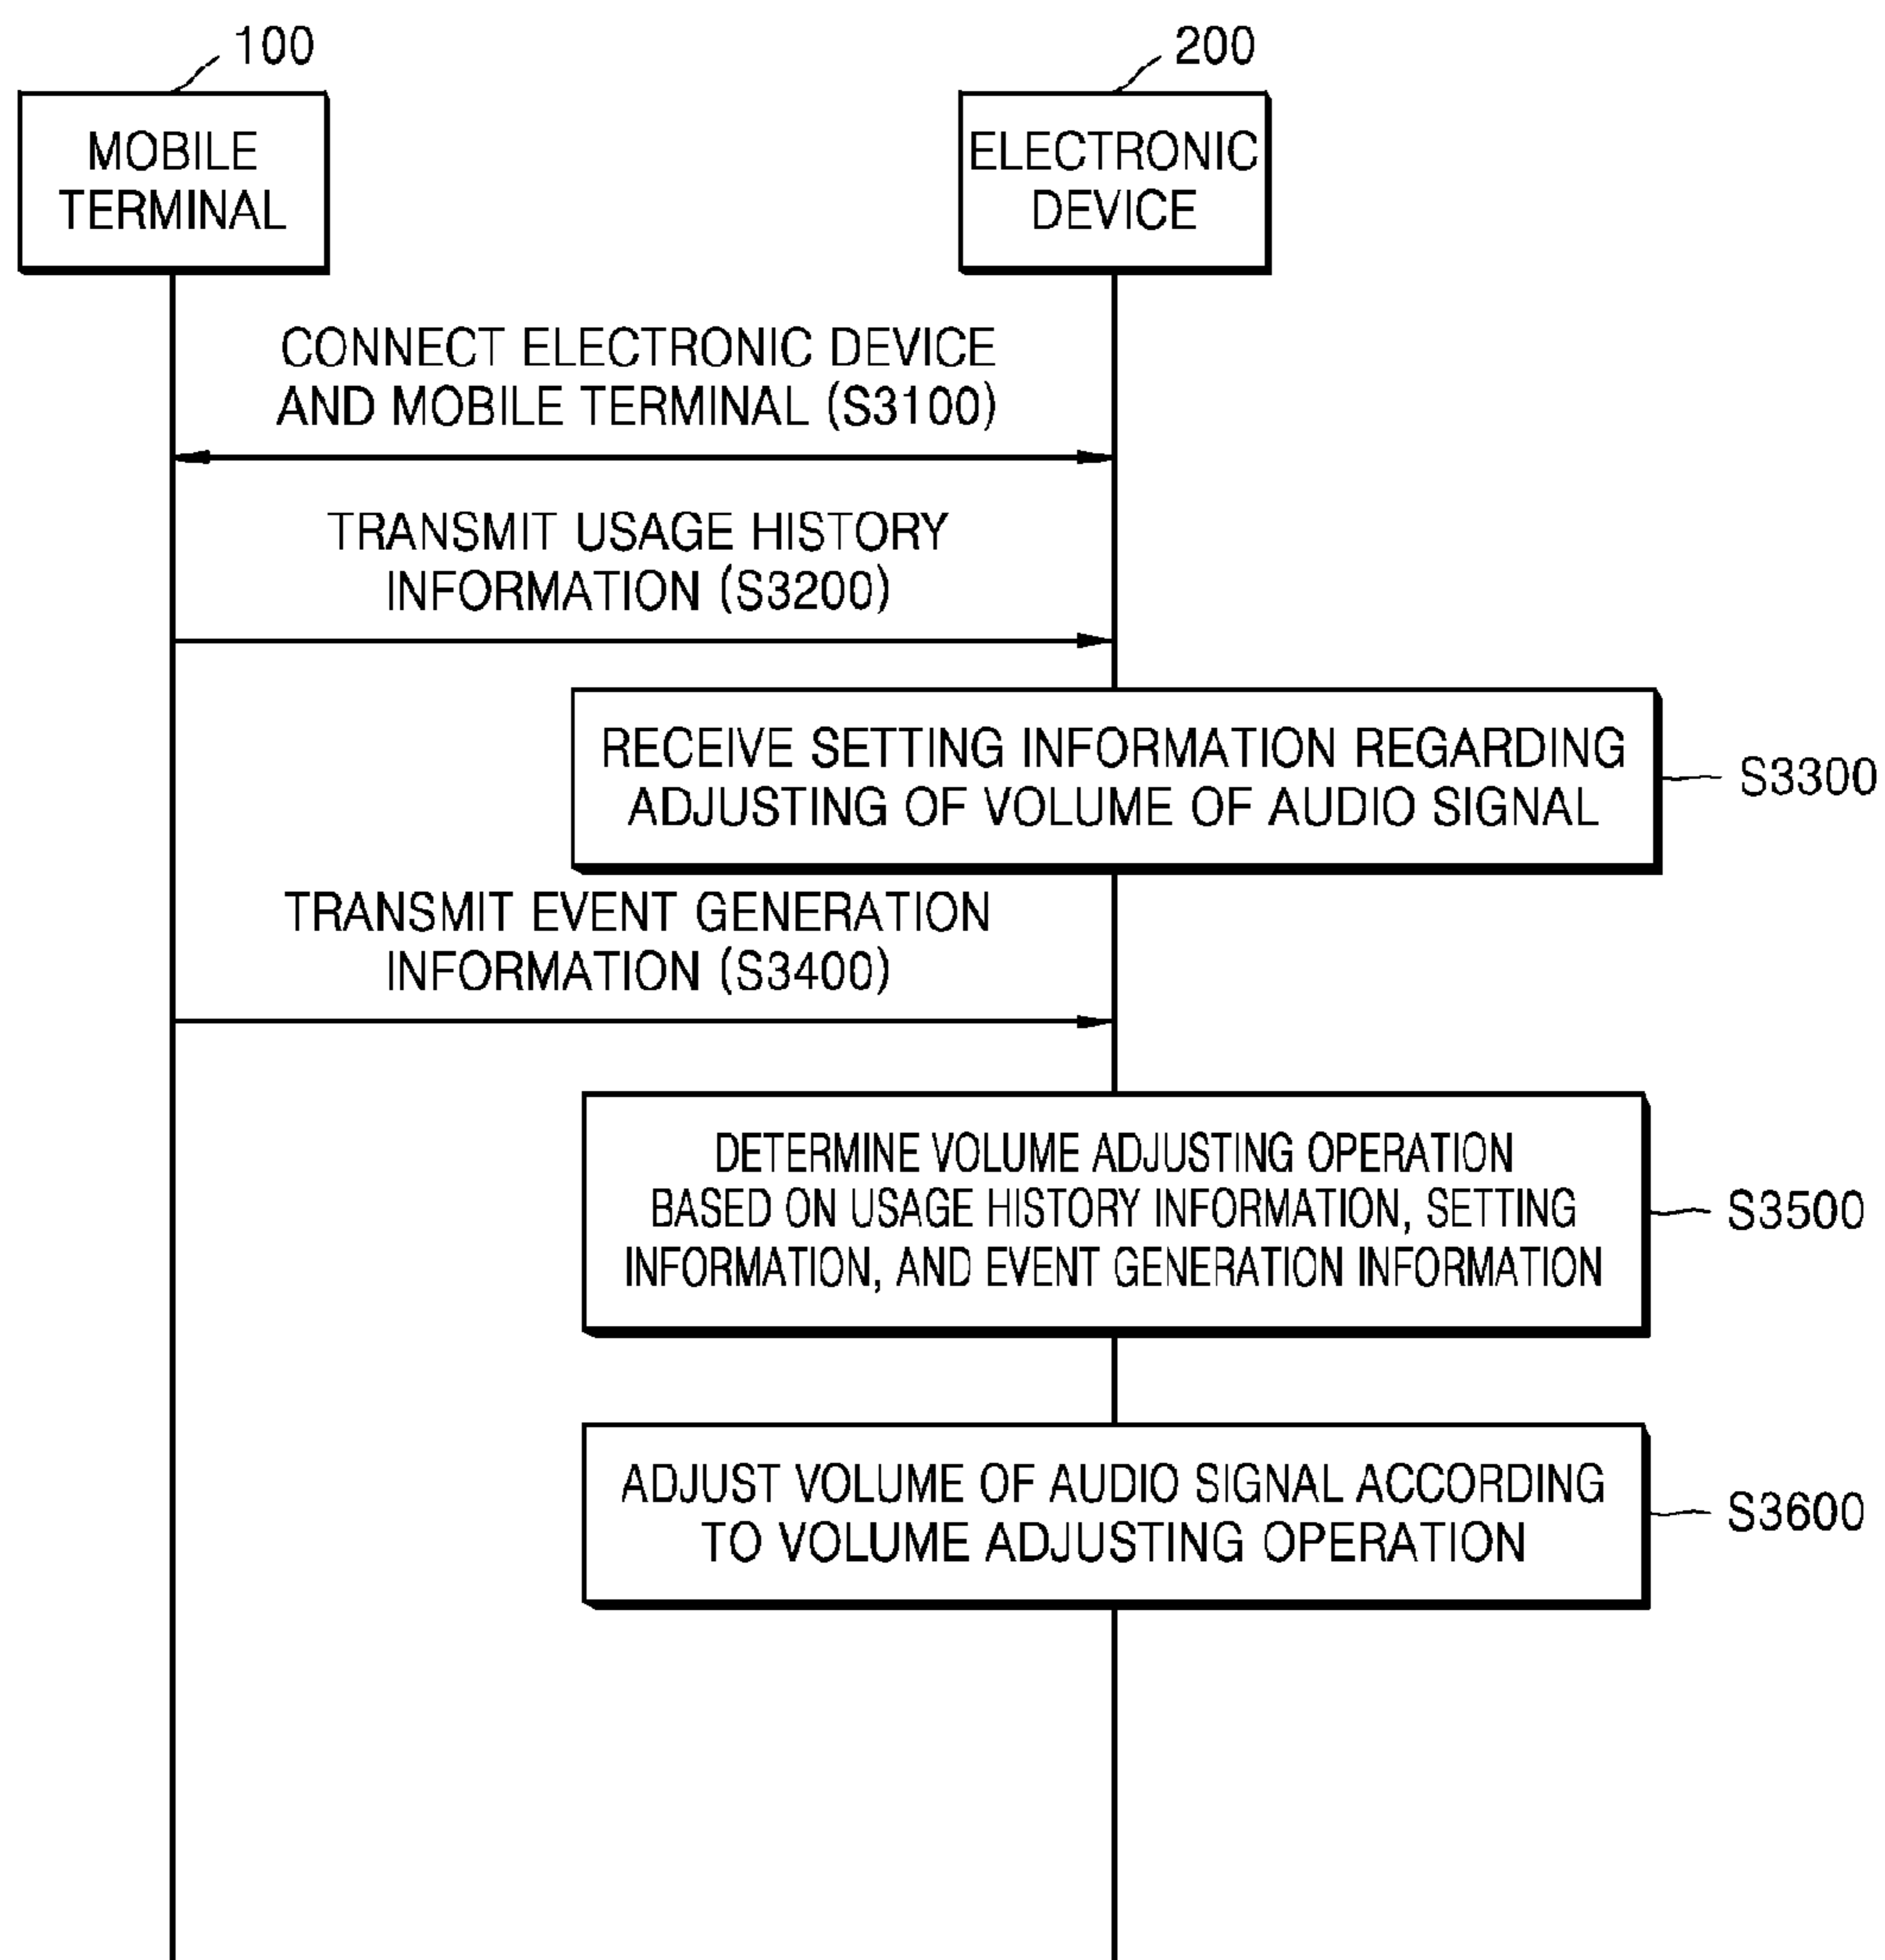 100
200
MOBILE
TERMINAL
ELECTRONIC
DEVICE
CONNECT ELECTRONIC DEVICE
AND MOBILE TERMINAL (S3100)
TRANSMIT USAGE HISTORY
INFORMATION (S3200)
RECEIVE SETTING INFORMATION REGARDING
ADJUSTING OF VOLUME OF AUDIO SIGNAL
S3300
TRANSMIT EVENT GENERATION
INFORMATION (S3400)
DETERMINE VOLUME ADJUSTING OPERATION
BASED ON USAGE HISTORY INFORMATION, SETTING
INFORMATION, AND EVENT GENERATION INFORMATION
S3500
ADJUST VOLUME OF AUDIO SIGNAL ACCORDING
TO VOLUME ADJUSTING OPERATION
S3600